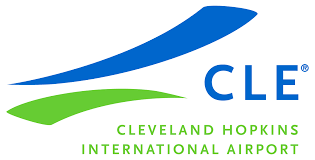 CLE®
CLEVELAND HOPKINS
INTERNATIONAL AIRPORT